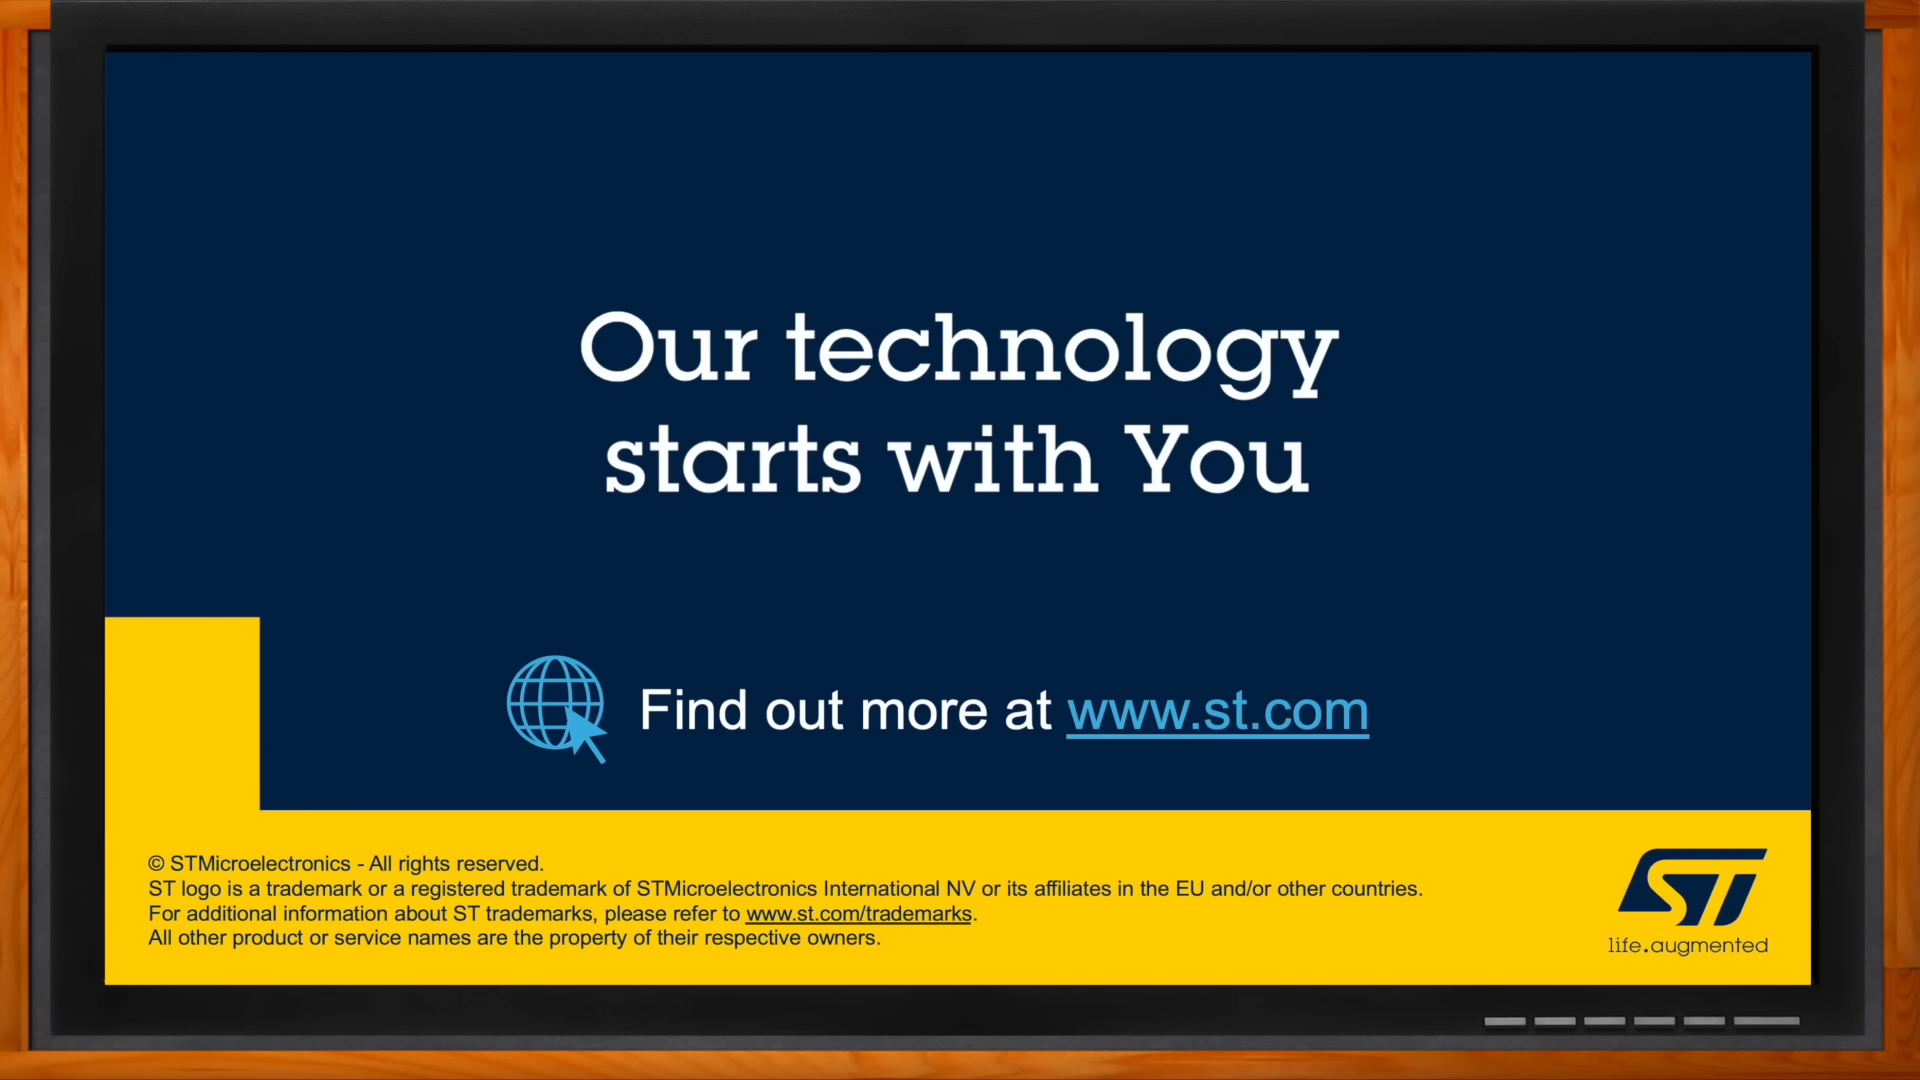 Our technology
starts with You
Find out more at www.st.com
© STMicroelectronics - All rights reserved.
ST logo is a trademark or a registered trademark of STMicroelectronics International NV or its affiliates in the EU and/or other countries.
For additional information about ST trademarks, please refer to www.st.com/trademarks.
All other product or service names are the property of their respective owners.
ST
life.augmented